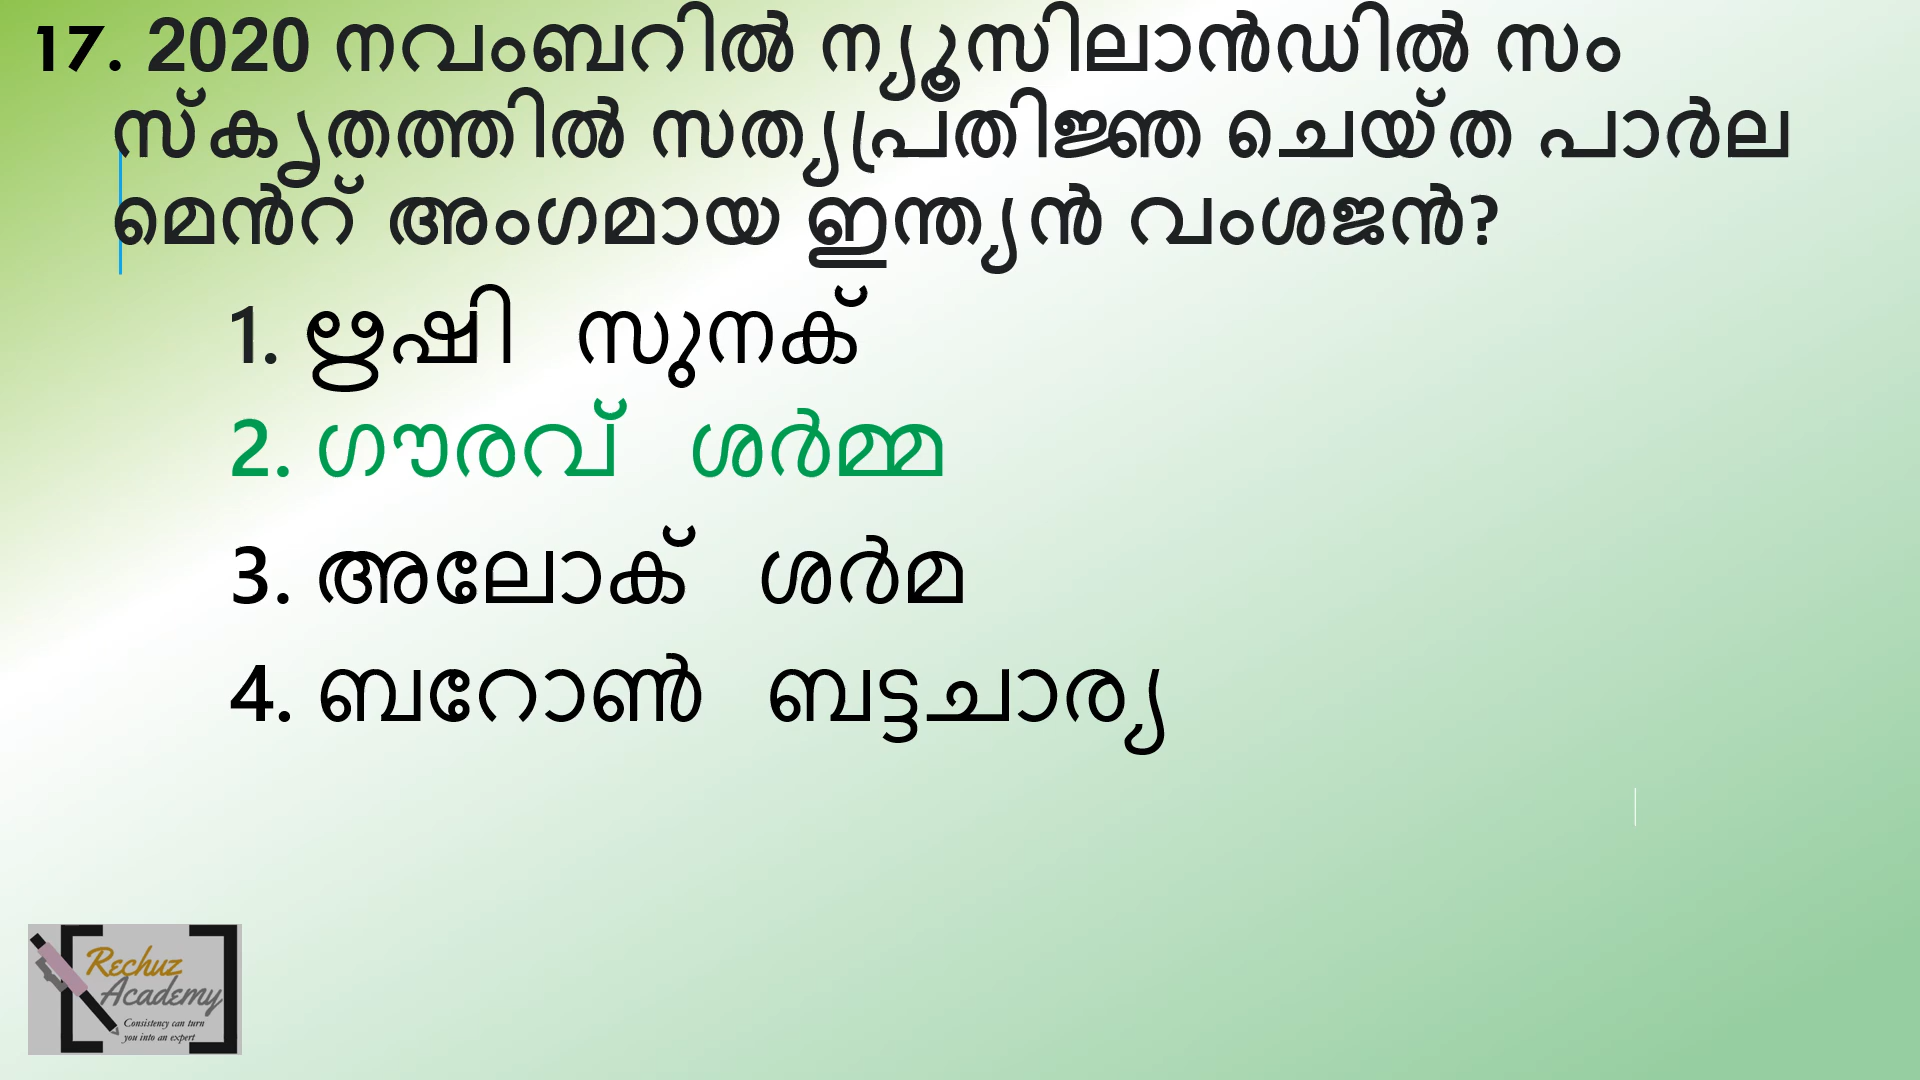 17. 2020 നവംബറിൽ ന്യൂസിലാൻഡിൽ സം
സ്കൃതത്തിൽ സത്യപ്രതിജ്ഞ ചെയ്ത പാർല
മെൻറ് അംഗമായ ഇന്ത്യൻ വംശജൻ?
1. ഋഷി സുനക്
2. ഗൗരവ് ശർമ്മ
3. അലോക് ശർമ
4. ബറോൺ ബട്ടചാര്യ
Rechuz
Academy
Consistency can turn
you into an expert